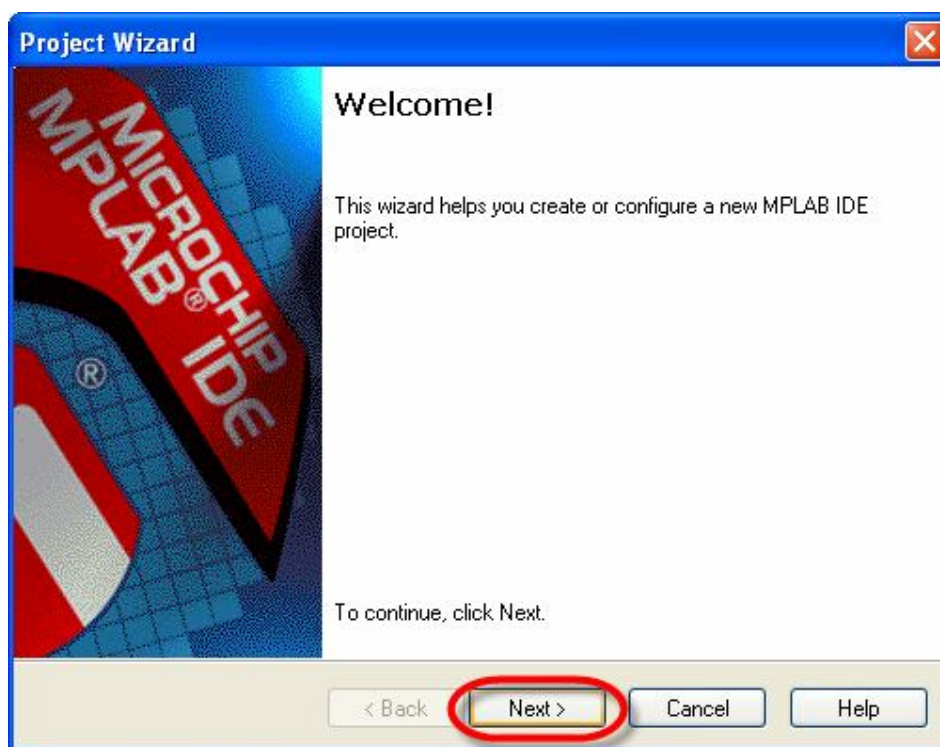 Project Wizard
MICROCHIP
MPLAB® IDE
®
Welcome!
This wizard helps you create or configure a new MPLAB IDE
project.
To continue, click Next.
< Back
Next >
Cancel
Help